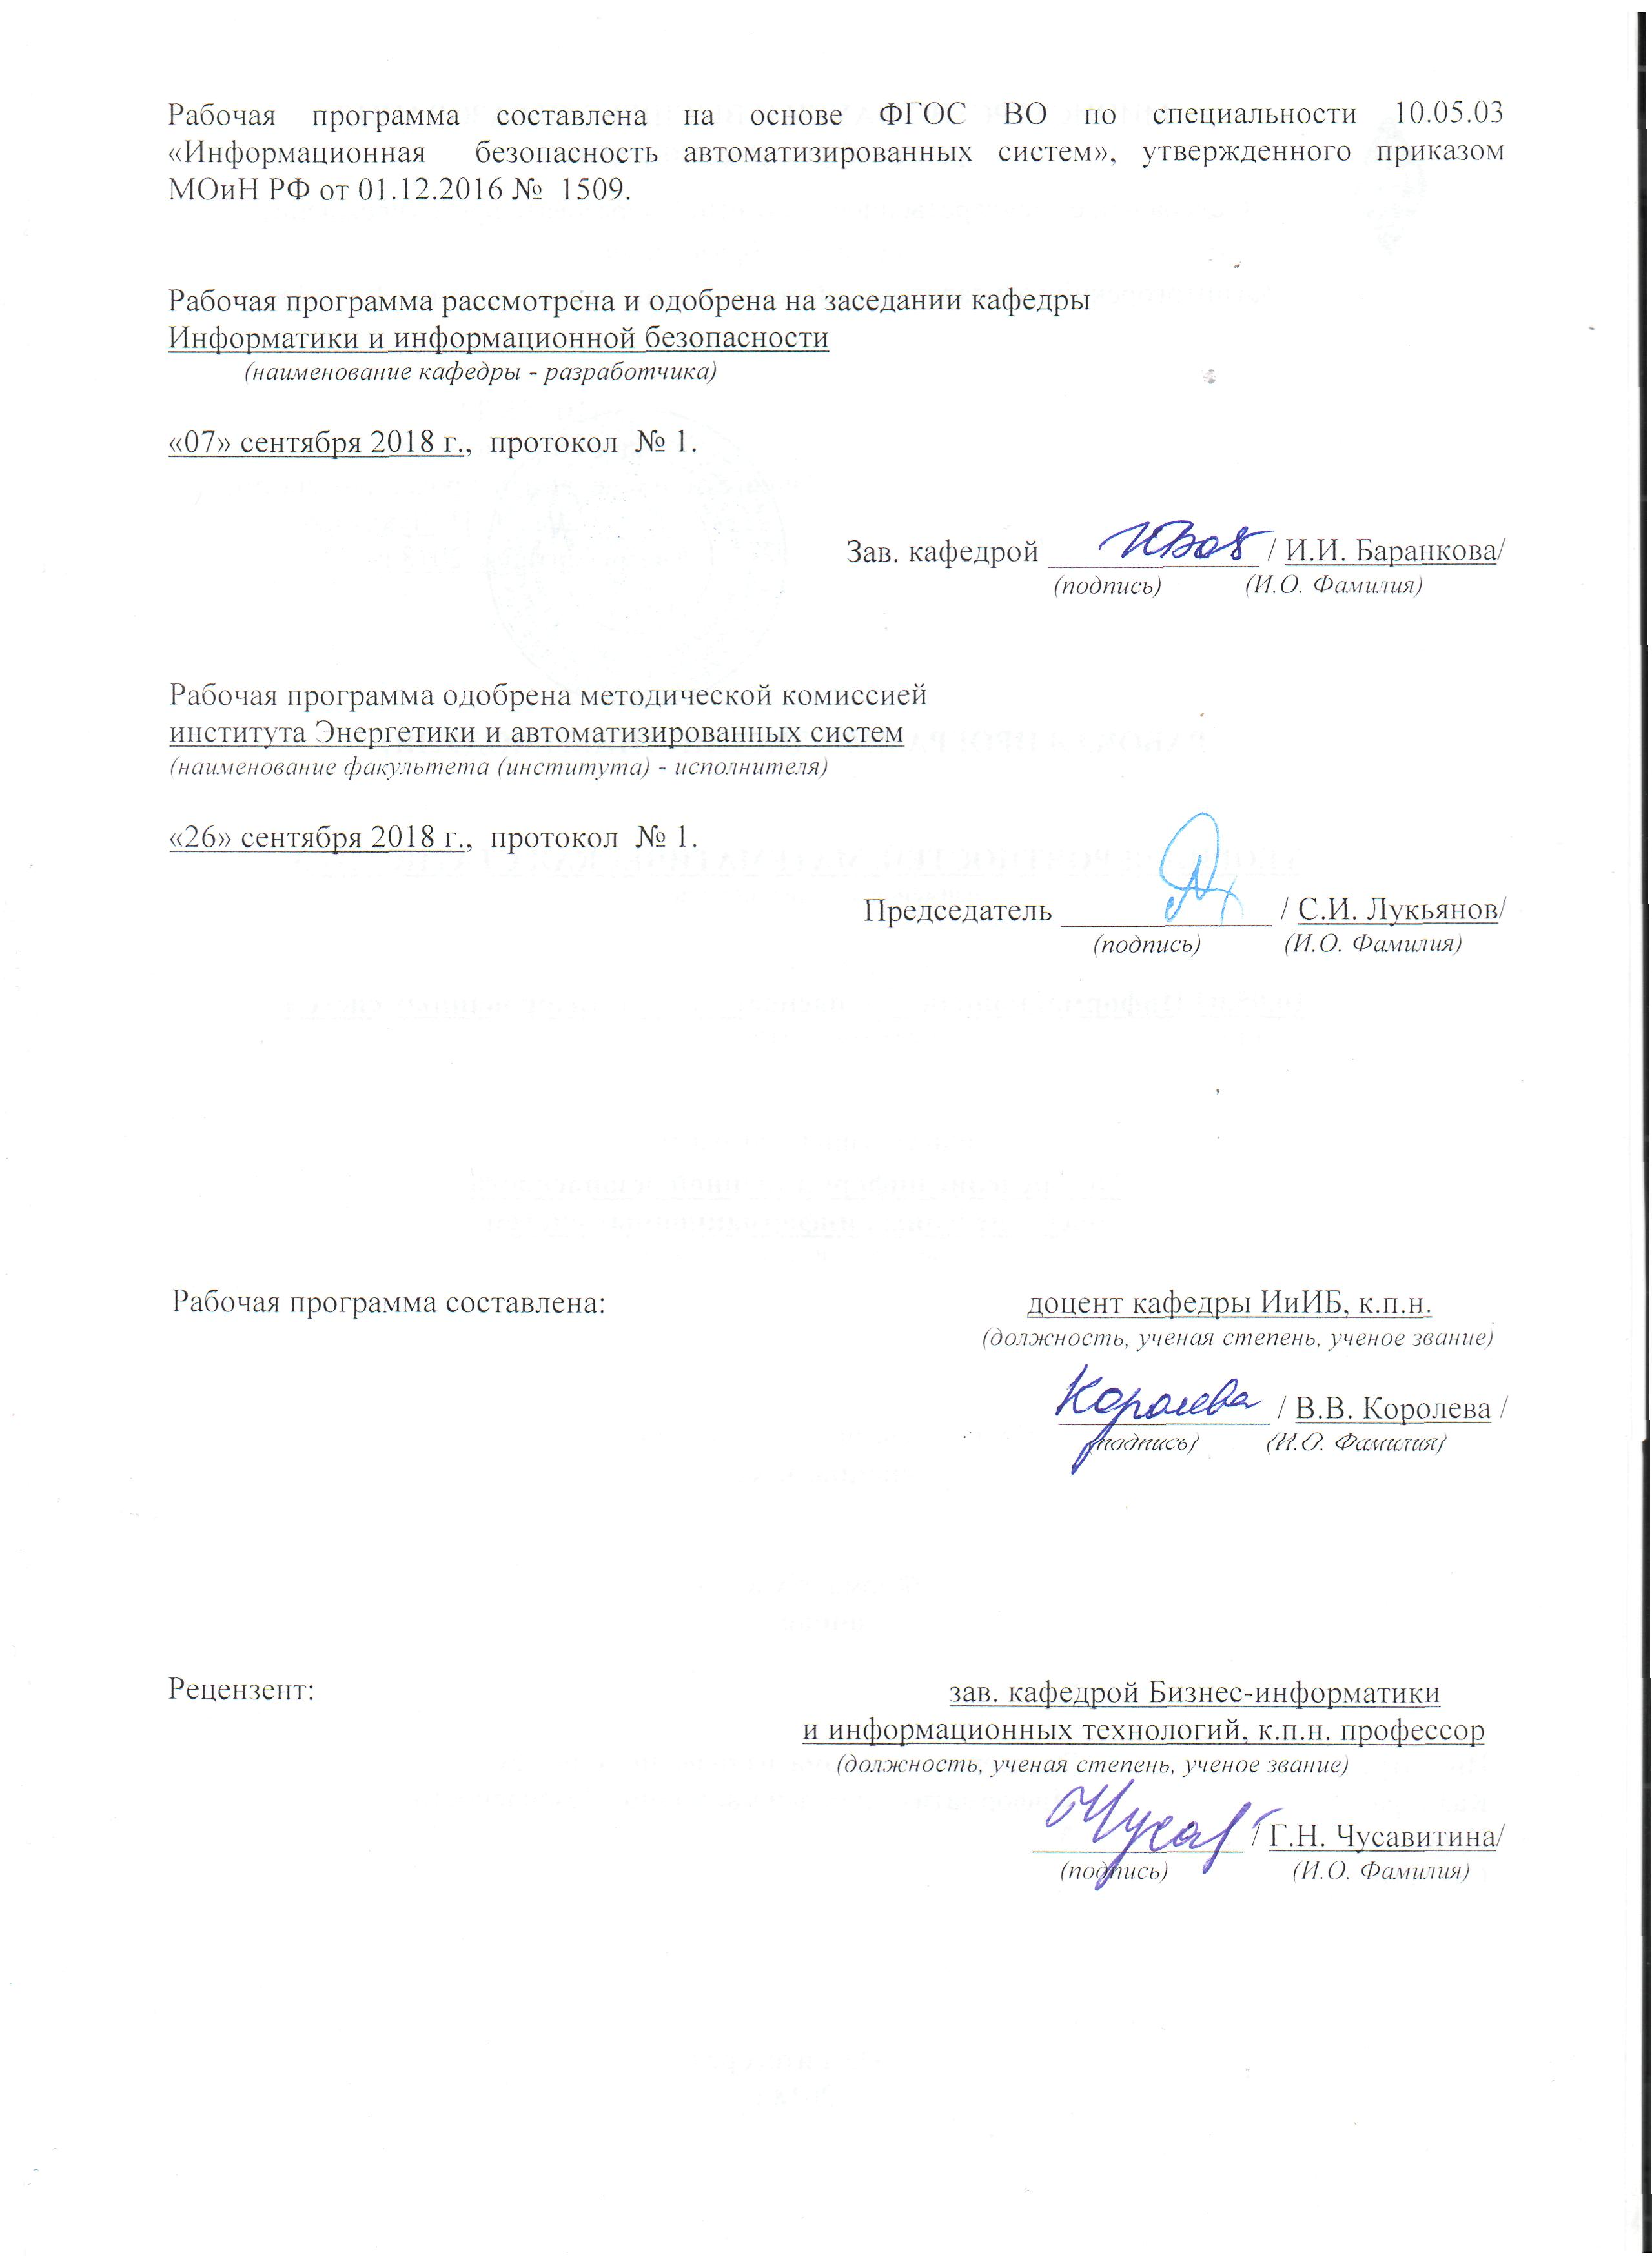 Рабочая программа составлена на основе ФГОС ВО по специальности 10.05.03
«Информационная безопасность автоматизированных систем», утвержденного приказом
МОиН РФ от 01.12.2016 № 1509.
Рабочая программа рассмотрена и одобрена на заседании кафедры
Информатики и информационной безопасности
(наименование кафедры - разработчика)
«07» сентября 2018 г., протокол № 1.
Зав. кафедрой ______________ / И.И. Баранкова/
(подпись) (И.О. Фамилия)
Рабочая программа одобрена методической комиссией
института Энергетики и автоматизированных систем
(наименование факультета (института) - исполнителя)
«26» сентября 2018 г., протокол № 1.
Председатель ______________ / С.И. Лукьянов/
(подпись) (И.О. Фамилия)
Рабочая программа составлена: доцент кафедры ИиИБ, к.п.н.
(должность, ученая степень, ученое звание)
Королева / В.В. Королева /
(подпись) (И.О. Фамилия)
Рецензент: зав. кафедрой Бизнес-информатики
и информационных технологий, к.п.н. профессор
(должность, ученая степень, ученое звание)
______________ / Г.Н. Чусавитина/
(подпись) (И.О. Фамилия)